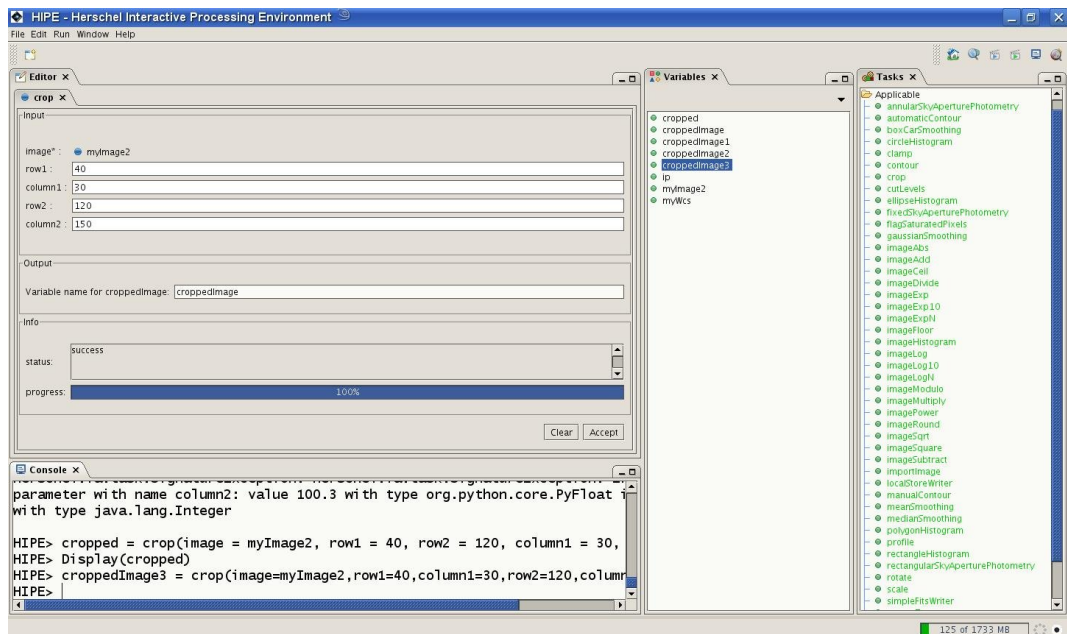 HIPE - Herschel Interactive Processing Environment
File Edit Run Window Help
Editor
crop
Input
image* : myImage2
row1 : 40
column1 : 30
row2 : 120
column2 : 150
Output
Variable name for croppedImage: croppedImage
Info
status: success
progress: 100%
Clear Accept
Console
parameter with name column2: value 100.3 with type org.python.core.PyFloat i
with type java.lang.Integer
HIPE> cropped = crop(image = myImage2, row1 = 40, row2 = 120, column1 = 30,
HIPE> Display(cropped)
HIPE> croppedImage3 = crop(image=myImage2,row1=40,column1=30,row2=120,colum
HIPE>
Variables
cropped
croppedImage
croppedImage1
croppedImage2
croppedImage3
ip
myImage2
myWcs
Tasks
Applicable
annularSkyAperturePhotometry
automaticContour
boxCarSmoothing
circleHistogram
clamp
contour
crop
cutLevels
ellipseHistogram
fixedSkyAperturePhotometry
flagSaturatedPixels
gaussianSmoothing
imageAbs
imageAdd
imageCeil
imageDivide
imageExp
imageExp10
imageExpN
imageFloor
imageHistogram
imageLog
imageLog10
imageLogN
imageModulo
imageMultiply
imagePower
imageRound
imageSqrt
imageSquare
imageSubtract
importImage
localStoreWriter
manualContour
meanSmoothing
medianSmoothing
polygonHistogram
profile
rectangleHistogram
rectangularSkyAperturePhotometry
rotate
scale
simpleFitsWriter
125 of 1733 MB